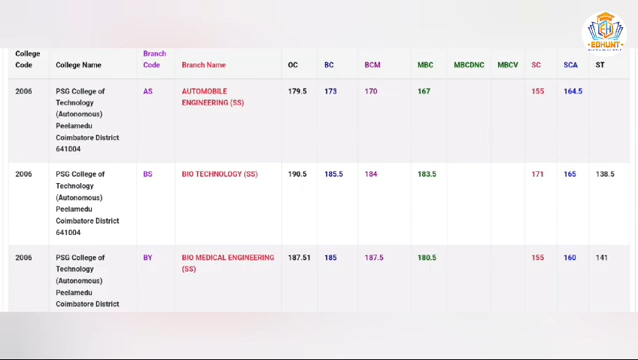 EDHUNT
College Code College Name Branch Code Branch Name OC BC BCM MBC MBCDNC MBCV SC SCA ST
2006 PSG College of Technology (Autonomous) Peelamedu Coimbatore District 641004 AS AUTOMOBILE ENGINEERING (SS) 179.5 173 170 167 155 164.5
2006 PSG College of Technology (Autonomous) Peelamedu Coimbatore District 641004 BS BIO TECHNOLOGY (SS) 190.5 185.5 184 183.5 171 165 138.5
2006 PSG College of Technology (Autonomous) Peelamedu Coimbatore District BY BIO MEDICAL ENGINEERING (SS) 187.51 185 187.5 180.5 155 160 141